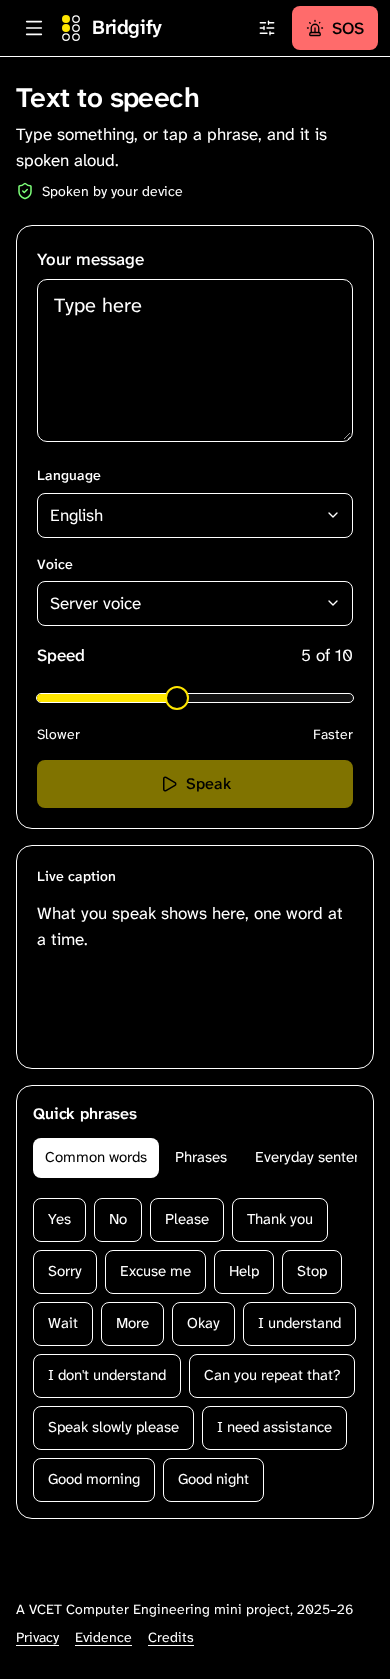 Bridgify
SOS
Text to speech
Type something, or tap a phrase, and it is
spoken aloud.
Spoken by your device
Your message
Type here
Language
English
Voice
Server voice
Speed
5 of 10
Slower
Faster
Speak
Live caption
What you speak shows here, one word at
a time.
Quick phrases
Common words Phrases Everyday senten
Yes No Please Thank you
Sorry Excuse me Help Stop
Wait More Okay I understand
I don't understand Can you repeat that?
Speak slowly please I need assistance
Good morning Good night
A VCET Computer Engineering mini project, 2025–26
Privacy Evidence Credits